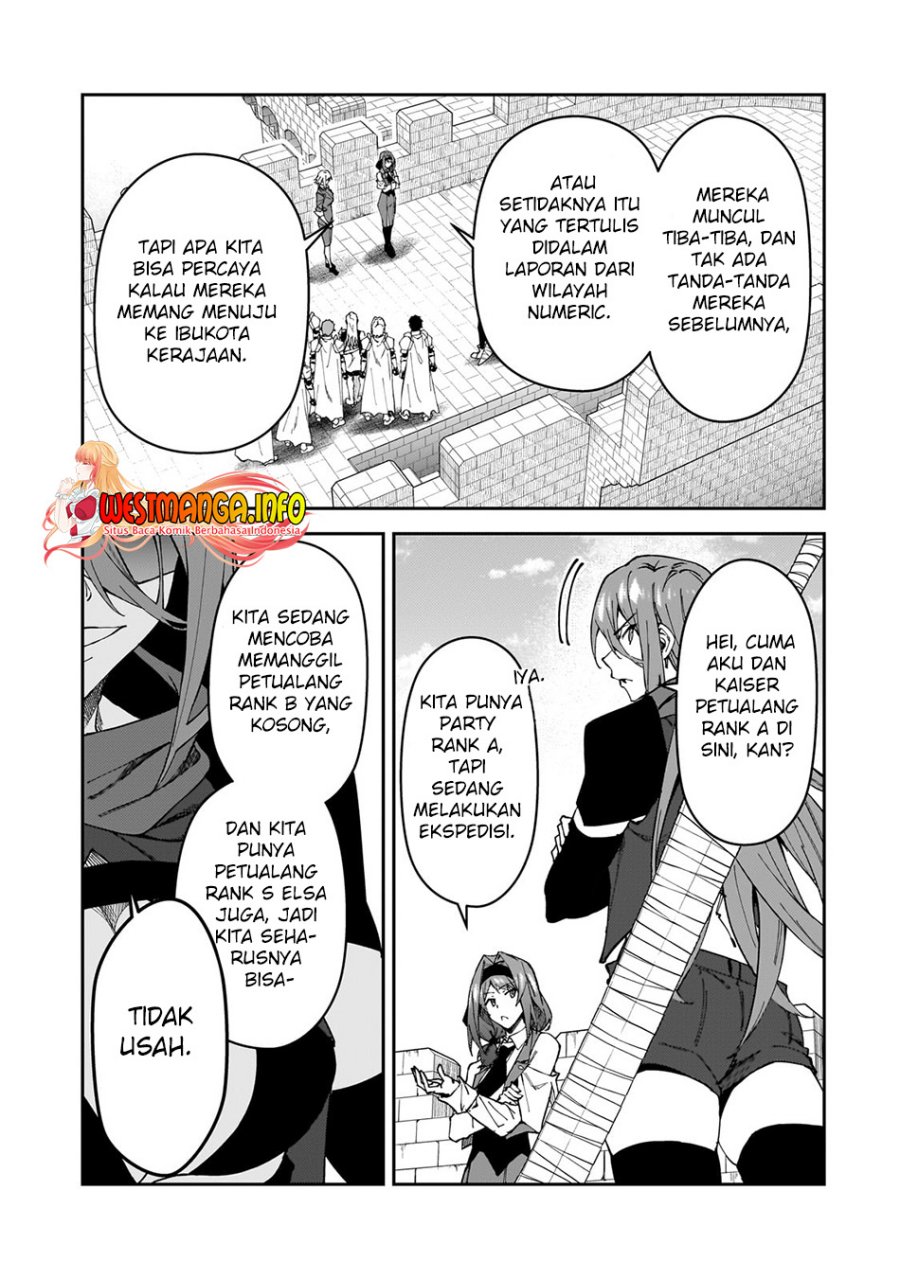 MEREKA
MUNCUL
TIBA-TIBA, DAN
TAK ADA
TANDA-TANDA
MEREKA
SEBELUMNYA,
ATAU
SETIDAKNYA ITU
YANG TERTULIS
DIDALAM
LAPORAN DARI
WILAYAH
NUMERIC.
TAPI APA KITA
BISA PERCAYA
KALAU MEREKA
MEMANG MENUJU
KE IBUKOTA
KERAJAAN.
WESTMANGA.INFO
Situs Baca Komik Berbahasa Indonesia
HEI, CUMA
AKU DAN
KAISER
PETUALANG
RANK A DI
SINI, KAN?
IYA.
KITA PUNYA
PARTY
RANK A,
TAPI
SEDANG
MELAKUKAN
EKSPEDISI.
KITA SEDANG
MENCOBA
MEMANGGIL
PETUALANG
RANK B YANG
KOSONG,
DAN KITA
PUNYA
PETUALANG
RANK S ELSA
JUGA, JADI
KITA SEHA-
RUSNYA
BISA-
TIDAK
USAH.